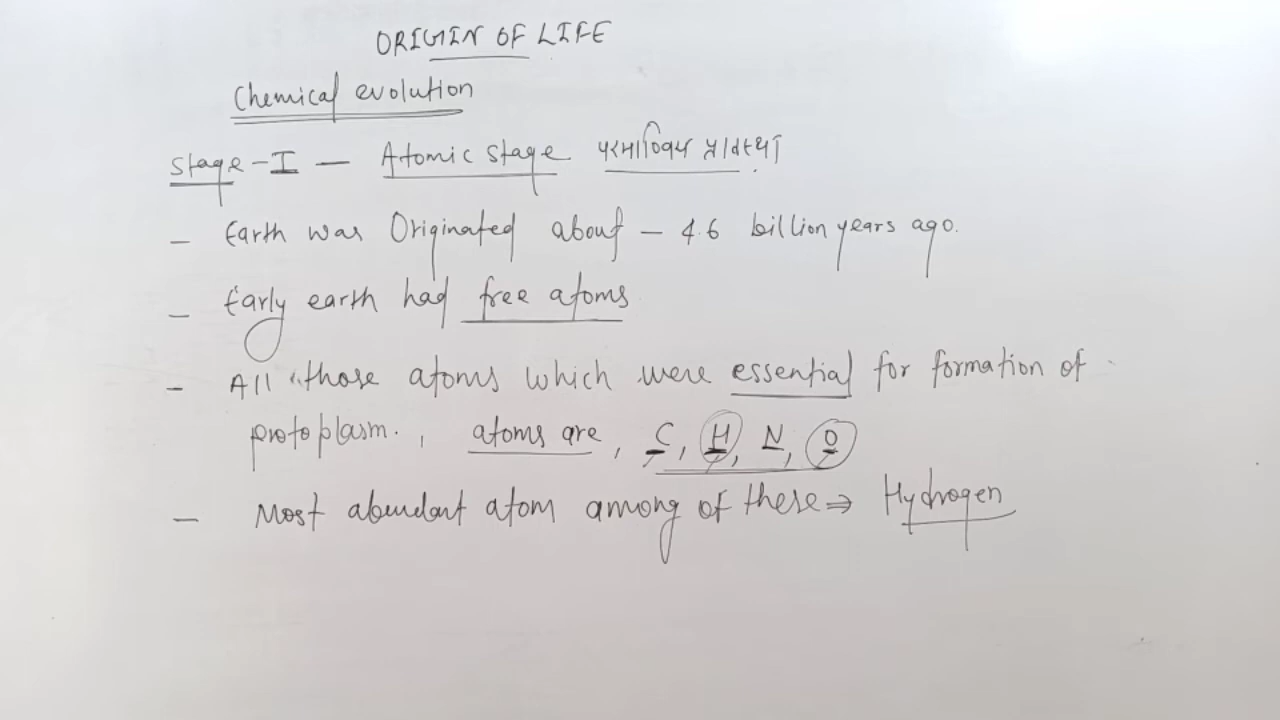 ORIGIN OF LIFE
Chemical evolution
Stage-I — Atomic stage परमाण्विय प्रावस्था
– Earth was Originated about – 4.6 billion years ago.
– Early earth had free atoms
– All those atoms which were essential for formation of
protoplasm. , atoms are , C, H, N, O
– Most abundant atom among of these ⇒ Hydrogen